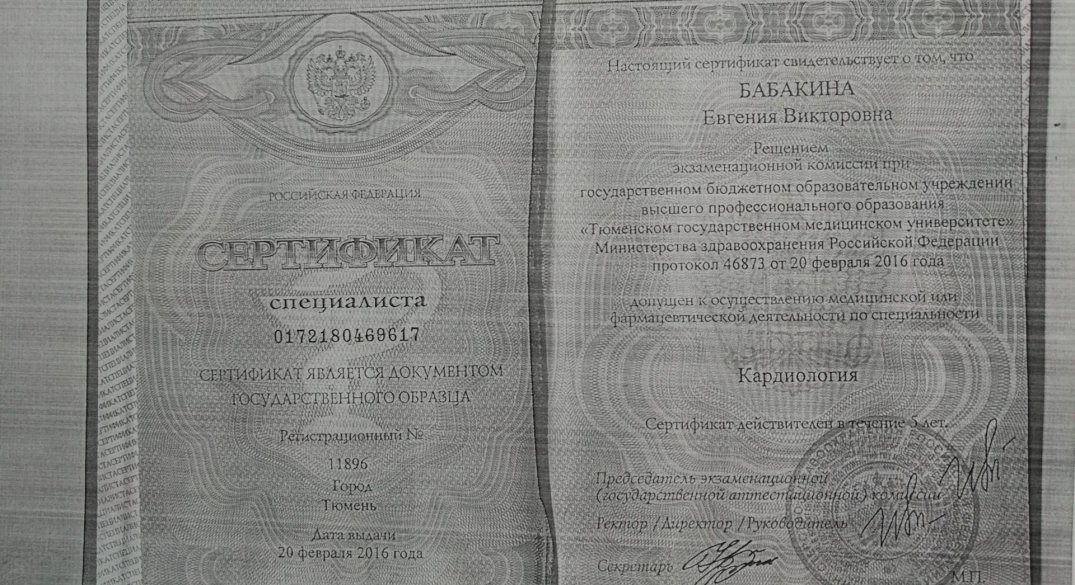 РОССИЙСКАЯ ФЕДЕРАЦИЯ
СЕРТИФИКАТ
специалиста
0172180469617
СЕРТИФИКАТ ЯВЛЯЕТСЯ ДОКУМЕНТОМ
ГОСУДАРСТВЕННОГО ОБРАЗЦА
Регистрационный №
11896
Город
Тюмень
Дата выдачи
20 февраля 2016 года
Настоящий сертификат свидетельствует о том, что
БАБАКИНА
Евгения Викторовна
Решением
экзаменационной комиссии при
государственном бюджетном образовательном учреждении
высшего профессионального образования
«Тюменском государственном медицинском университете»
Министерства здравоохранения Российской Федерации
протокол 46873 от 20 февраля 2016 года
допущен к осуществлению медицинской или
фармацевтической деятельности по специальности
Кардиология
Сертификат действителен в течение 5 лет.
Председатель экзаменационной
(государственной аттестационной) комиссии
Ректор / Директор / Руководитель
Секретарь
М.П.